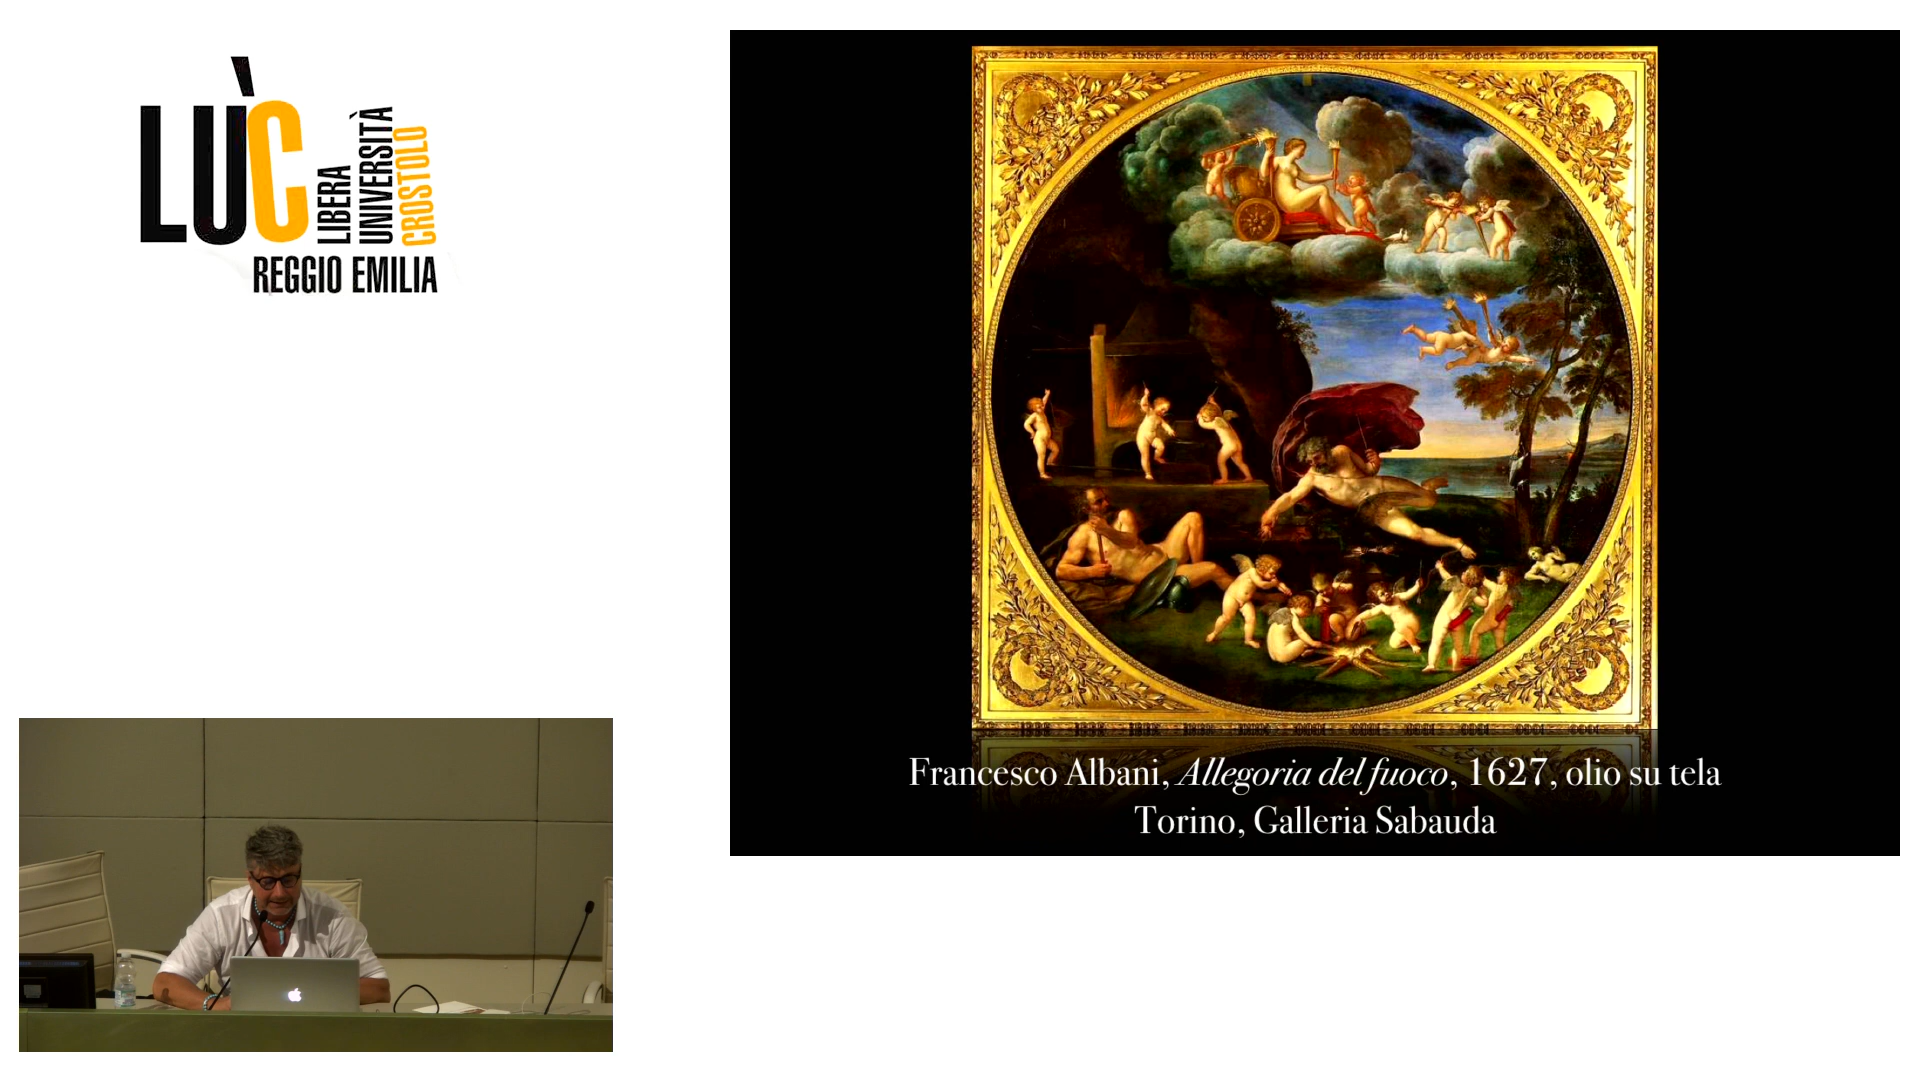 LÙC
LIBERA
UNIVERSITÀ
CROSTOLO
REGGIO EMILIA
Francesco Albani, Allegoria del fuoco, 1627, olio su tela
Torino, Galleria Sabauda